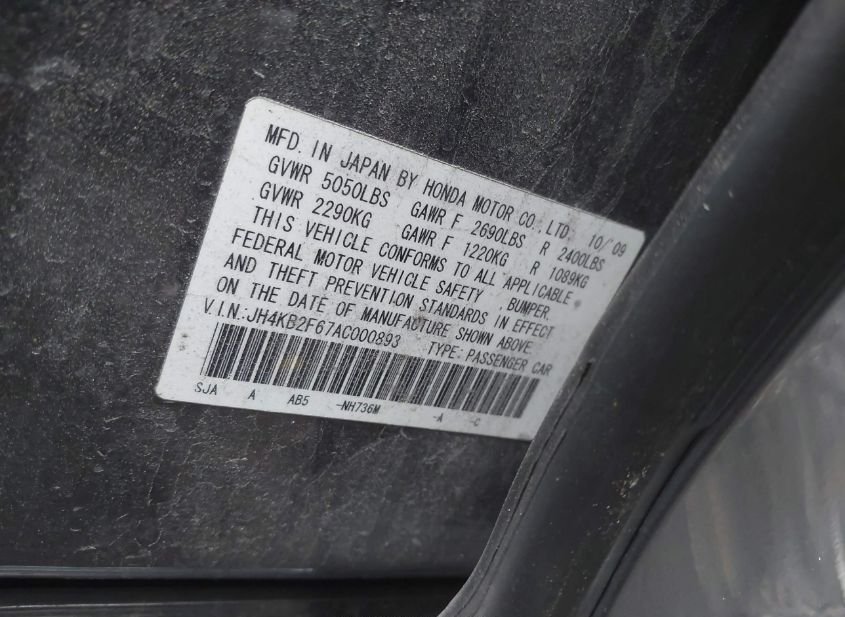 MFD. IN JAPAN BY HONDA MOTOR CO., LTD. 10/'09
GVWR 5050LBS GAWR F 2690LBS R 2400LBS
GVWR 2290KG GAWR F 1220KG R 1089KG
THIS VEHICLE CONFORMS TO ALL APPLICABLE
FEDERAL MOTOR VEHICLE SAFETY , BUMPER,
AND THEFT PREVENTION STANDARDS IN EFFECT
ON THE DATE OF MANUFACTURE SHOWN ABOVE.
V.I.N.:JH4KB2F67AC000893 TYPE: PASSENGER CAR
SJA A AB5 -NH736M -A -C